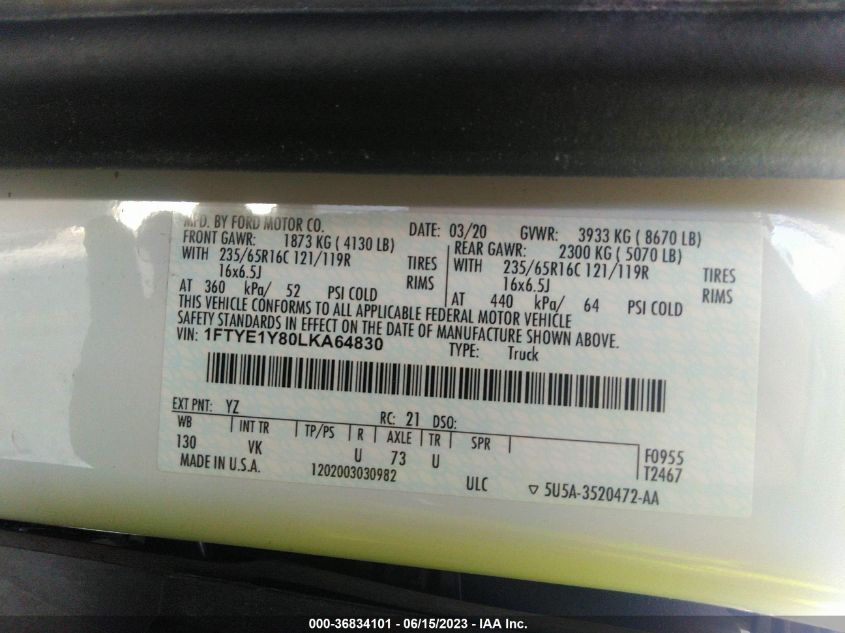 MFD. BY FORD MOTOR CO. DATE: 03/20 GVWR: 3933 KG ( 8670 LB)
FRONT GAWR: 1873 KG ( 4130 LB) REAR GAWR: 2300 KG ( 5070 LB)
WITH 235/65R16C 121/119R TIRES WITH 235/65R16C 121/119R TIRES
16x6.5J RIMS 16x6.5J RIMS
AT 360 kPa/ 52 PSI COLD AT 440 kPa/ 64 PSI COLD
THIS VEHICLE CONFORMS TO ALL APPLICABLE FEDERAL MOTOR VEHICLE
SAFETY STANDARDS IN EFFECT ON THE DATE OF MANUFACTURE SHOWN ABOVE.
VIN: 1FTYE1Y80LKA64830 TYPE: Truck
EXT PNT: YZ RC: 21 DSO:
WB INT TR TP/PS R AXLE TR SPR F0955
130 VK U 73 U T2467
MADE IN U.S.A. 1202003030982 ULC ▽ 5U5A-3520472-AA
000-36834101 - 06/15/2023 - IAA Inc.